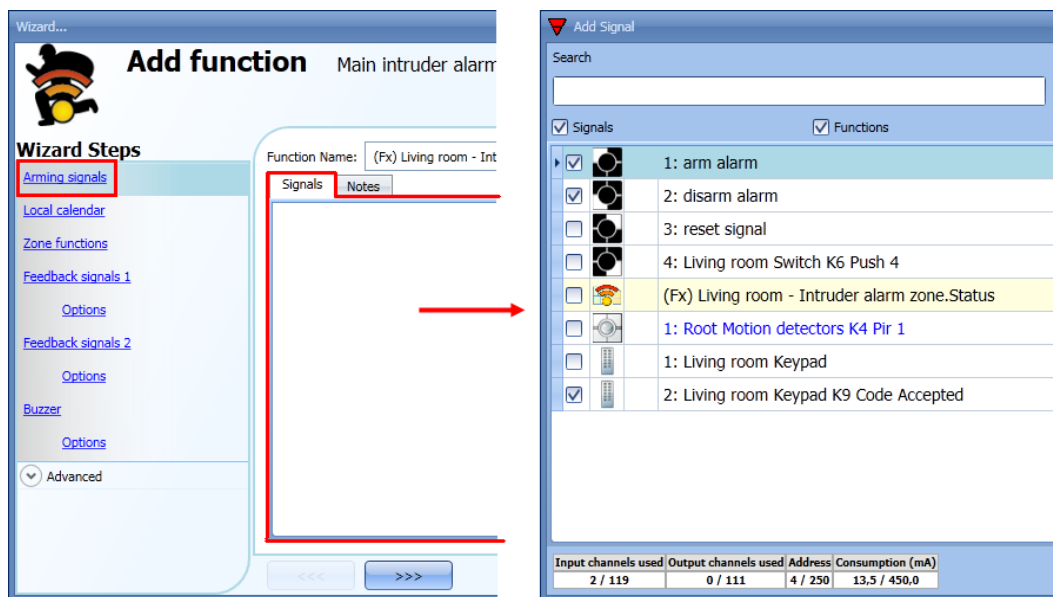 Wizard...
Add function Main intruder alarm
Wizard Steps
Arming signals
Local calendar
Zone functions
Feedback signals 1
Options
Feedback signals 2
Options
Buzzer
Options
Advanced
Function Name: (Fx) Living room - Int
Signals Notes
<<< >>>
Add Signal
Search
Signals Functions
1: arm alarm
2: disarm alarm
3: reset signal
4: Living room Switch K6 Push 4
(Fx) Living room - Intruder alarm zone.Status
1: Root Motion detectors K4 Pir 1
1: Living room Keypad
2: Living room Keypad K9 Code Accepted
Input channels used Output channels used Address Consumption (mA)
2 / 119 0 / 111 4 / 250 13,5 / 450,0